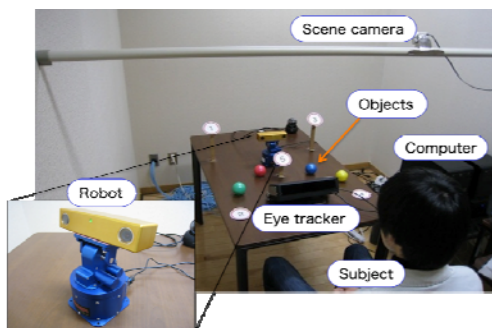 Scene camera
Objects
Computer
Robot
Eye tracker
Subject